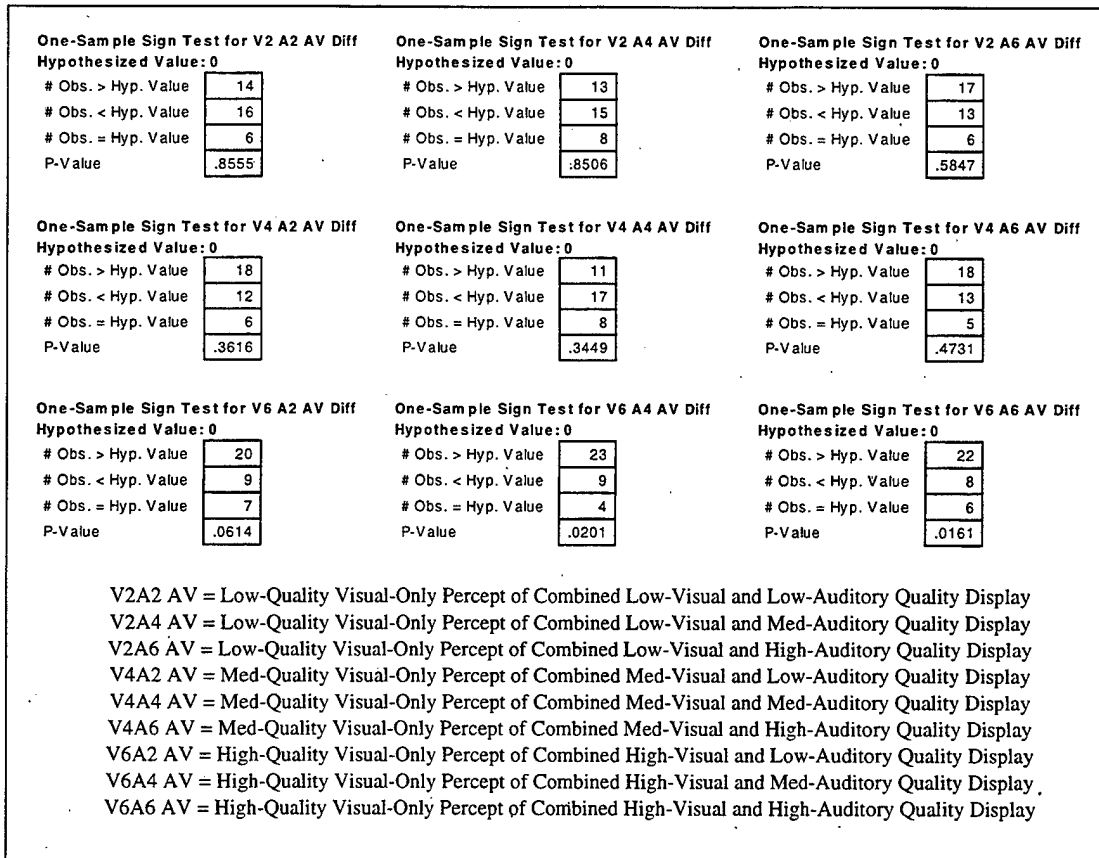 One-Sample Sign Test for V2 A2 AV Diff
Hypothesized Value: 0
# Obs. > Hyp. Value 14
# Obs. < Hyp. Value 16
# Obs. = Hyp. Value 6
P-Value .8555
One-Sample Sign Test for V2 A4 AV Diff
Hypothesized Value: 0
# Obs. > Hyp. Value 13
# Obs. < Hyp. Value 15
# Obs. = Hyp. Value 8
P-Value .8506
One-Sample Sign Test for V2 A6 AV Diff
Hypothesized Value: 0
# Obs. > Hyp. Value 17
# Obs. < Hyp. Value 13
# Obs. = Hyp. Value 6
P-Value .5847
One-Sample Sign Test for V4 A2 AV Diff
Hypothesized Value: 0
# Obs. > Hyp. Value 18
# Obs. < Hyp. Value 12
# Obs. = Hyp. Value 6
P-Value .3616
One-Sample Sign Test for V4 A4 AV Diff
Hypothesized Value: 0
# Obs. > Hyp. Value 11
# Obs. < Hyp. Value 17
# Obs. = Hyp. Value 8
P-Value .3449
One-Sample Sign Test for V4 A6 AV Diff
Hypothesized Value: 0
# Obs. > Hyp. Value 18
# Obs. < Hyp. Value 13
# Obs. = Hyp. Value 5
P-Value .4731
One-Sample Sign Test for V6 A2 AV Diff
Hypothesized Value: 0
# Obs. > Hyp. Value 20
# Obs. < Hyp. Value 9
# Obs. = Hyp. Value 7
P-Value .0614
One-Sample Sign Test for V6 A4 AV Diff
Hypothesized Value: 0
# Obs. > Hyp. Value 23
# Obs. < Hyp. Value 9
# Obs. = Hyp. Value 4
P-Value .0201
One-Sample Sign Test for V6 A6 AV Diff
Hypothesized Value: 0
# Obs. > Hyp. Value 22
# Obs. < Hyp. Value 8
# Obs. = Hyp. Value 6
P-Value .0161
V2A2 AV = Low-Quality Visual-Only Percept of Combined Low-Visual and Low-Auditory Quality Display
V2A4 AV = Low-Quality Visual-Only Percept of Combined Low-Visual and Med-Auditory Quality Display
V2A6 AV = Low-Quality Visual-Only Percept of Combined Low-Visual and High-Auditory Quality Display
V4A2 AV = Med-Quality Visual-Only Percept of Combined Med-Visual and Low-Auditory Quality Display
V4A4 AV = Med-Quality Visual-Only Percept of Combined Med-Visual and Med-Auditory Quality Display
V4A6 AV = Med-Quality Visual-Only Percept of Combined Med-Visual and High-Auditory Quality Display
V6A2 AV = High-Quality Visual-Only Percept of Combined High-Visual and Low-Auditory Quality Display
V6A4 AV = High-Quality Visual-Only Percept of Combined High-Visual and Med-Auditory Quality Display
V6A6 AV = High-Quality Visual-Only Percept of Combined High-Visual and High-Auditory Quality Display